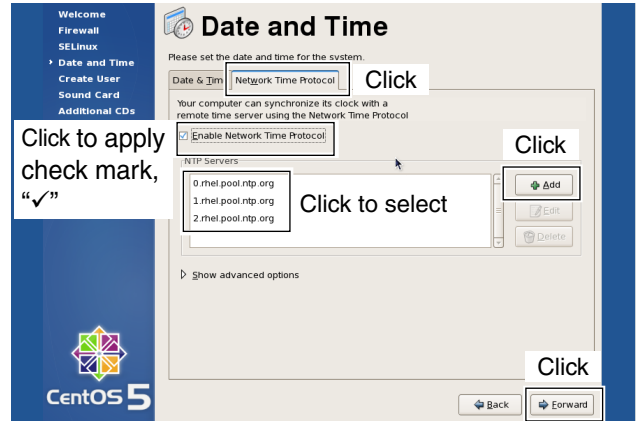 Welcome
Firewall
SELinux
Date and Time
Create User
Sound Card
Additional CDs
Date and Time
Please set the date and time for the system.
Date & Tim
Network Time Protocol
Click
Your computer can synchronize its clock with a
remote time server using the Network Time Protocol
Click to apply
check mark,
“✓”
Enable Network Time Protocol
Click
NTP Servers
0.rhel.pool.ntp.org
1.rhel.pool.ntp.org
2.rhel.pool.ntp.org
Click to select
Add
Edit
Delete
Show advanced options
Click
CentOS 5
Back
Forward